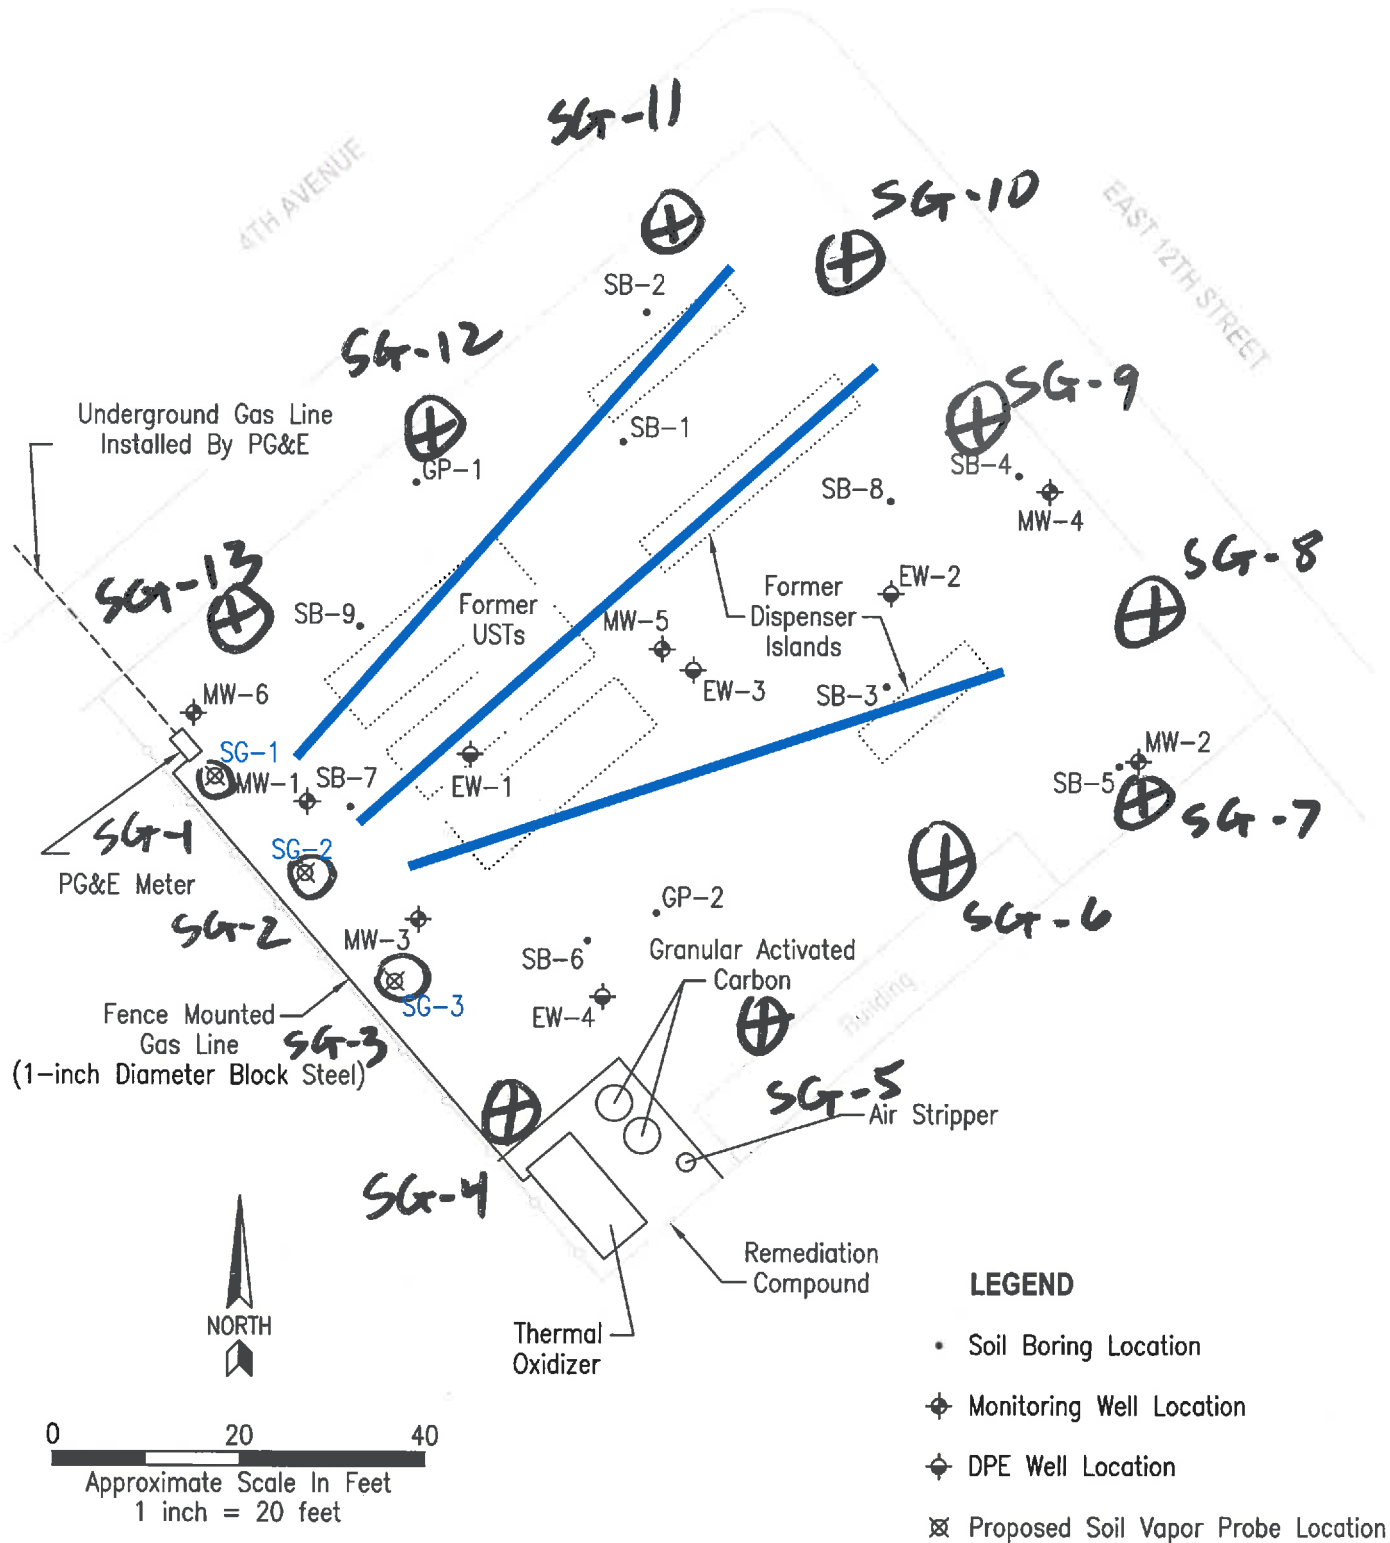 SG-11
4TH AVENUE
SG-10
EAST 12TH STREET
SB-2
SG-12
SG-9
Underground Gas Line
Installed By PG&E
SB-1
GP-1
SB-4
SB-8
MW-4
SG-13
SG-8
Former
USTs
EW-2
Former
Dispenser
Islands
SB-9
MW-5
EW-3
SB-3
MW-6
SG-1
MW-1
SB-7
EW-1
MW-2
SB-5
SG-7
SG-1
SG-2
PG&E Meter
SG-2
GP-2
SG-6
MW-3
SB-6
Granular Activated
Carbon
SG-3
EW-4
Building
Fence Mounted
Gas Line
(1-inch Diameter Block Steel)
SG-3
SG-5
Air Stripper
SG-4
Remediation
Compound
NORTH
Thermal
Oxidizer
LEGEND
Soil Boring Location
Monitoring Well Location
DPE Well Location
Proposed Soil Vapor Probe Location
0 20 40
Approximate Scale In Feet
1 inch = 20 feet